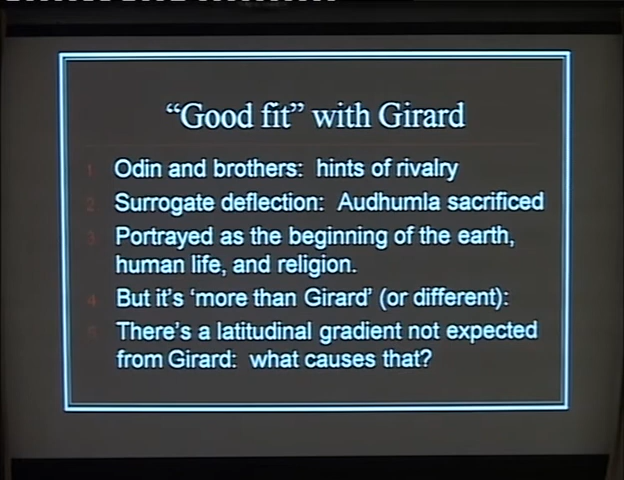 “Good fit” with Girard
1 Odin and brothers: hints of rivalry
2 Surrogate deflection: Audhumla sacrificed
3 Portrayed as the beginning of the earth,
human life, and religion.
4 But it's 'more than Girard' (or different):
5 There's a latitudinal gradient not expected
from Girard: what causes that?